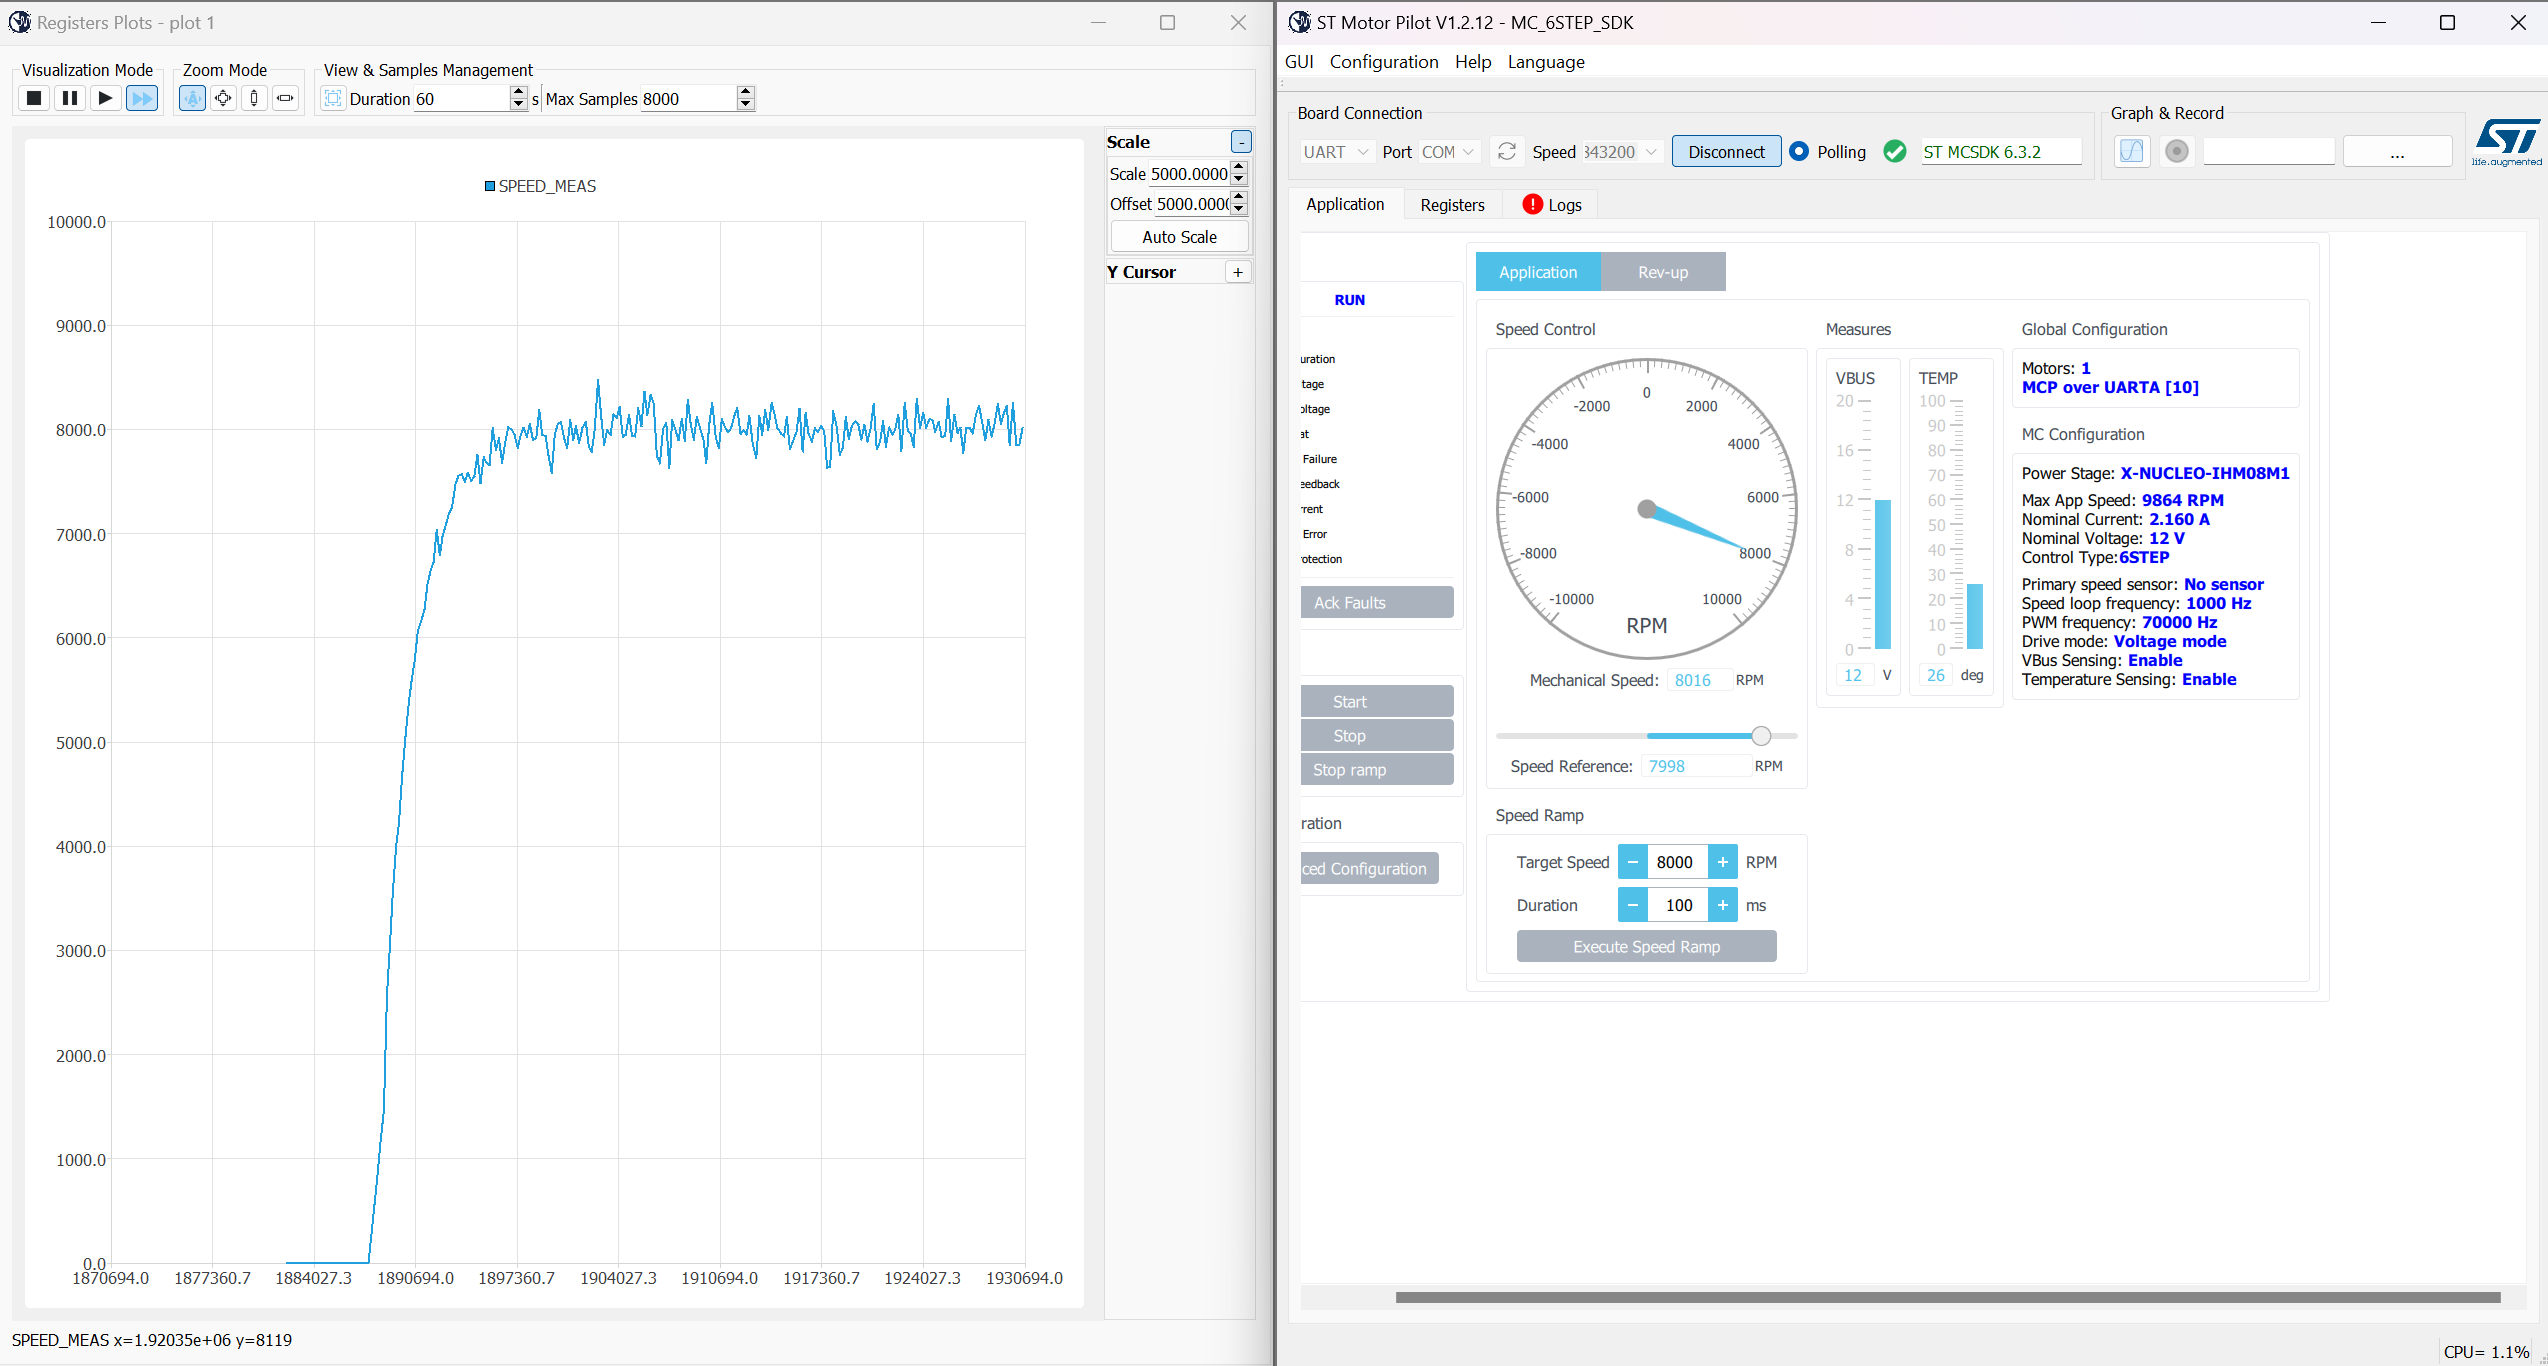 Registers Plots - plot 1
Visualization Mode
Zoom Mode
View & Samples Management
Duration 60 s
Max Samples 8000
SPEED_MEAS
10000.0
9000.0
8000.0
7000.0
6000.0
5000.0
4000.0
3000.0
2000.0
1000.0
0.0
1870694.0 1877360.7 1884027.3 1890694.0 1897360.7 1904027.3 1910694.0 1917360.7 1924027.3 1930694.0
Scale -
Scale 5000.0000
Offset 5000.000
Auto Scale
Y Cursor +
SPEED_MEAS x=1.92035e+06 y=8119
ST Motor Pilot V1.2.12 - MC_6STEP_SDK
GUI Configuration Help Language
Board Connection
UART Port COM Speed 343200 Disconnect Polling ST MCSDK 6.3.2
Graph & Record
...
ST
life.augmented
Application Registers Logs
RUN
uration
tage
oltage
at
Failure
eedback
rrent
Error
rotection
Ack Faults
Start
Stop
Stop ramp
ration
ced Configuration
Application Rev-up
Speed Control
0
-2000 2000
-4000 4000
-6000 6000
-8000 8000
-10000 10000
RPM
Mechanical Speed: 8016 RPM
Speed Reference: 7998 RPM
Speed Ramp
Target Speed − 8000 + RPM
Duration − 100 + ms
Execute Speed Ramp
Measures
VBUS
20
16
12
8
4
0
12 V
TEMP
100
90
80
70
60
50
40
30
20
10
0
26 deg
Global Configuration
Motors: 1
MCP over UARTA [10]
MC Configuration
Power Stage: X-NUCLEO-IHM08M1
Max App Speed: 9864 RPM
Nominal Current: 2.160 A
Nominal Voltage: 12 V
Control Type:6STEP
Primary speed sensor: No sensor
Speed loop frequency: 1000 Hz
PWM frequency: 70000 Hz
Drive mode: Voltage mode
VBus Sensing: Enable
Temperature Sensing: Enable
CPU= 1.1%